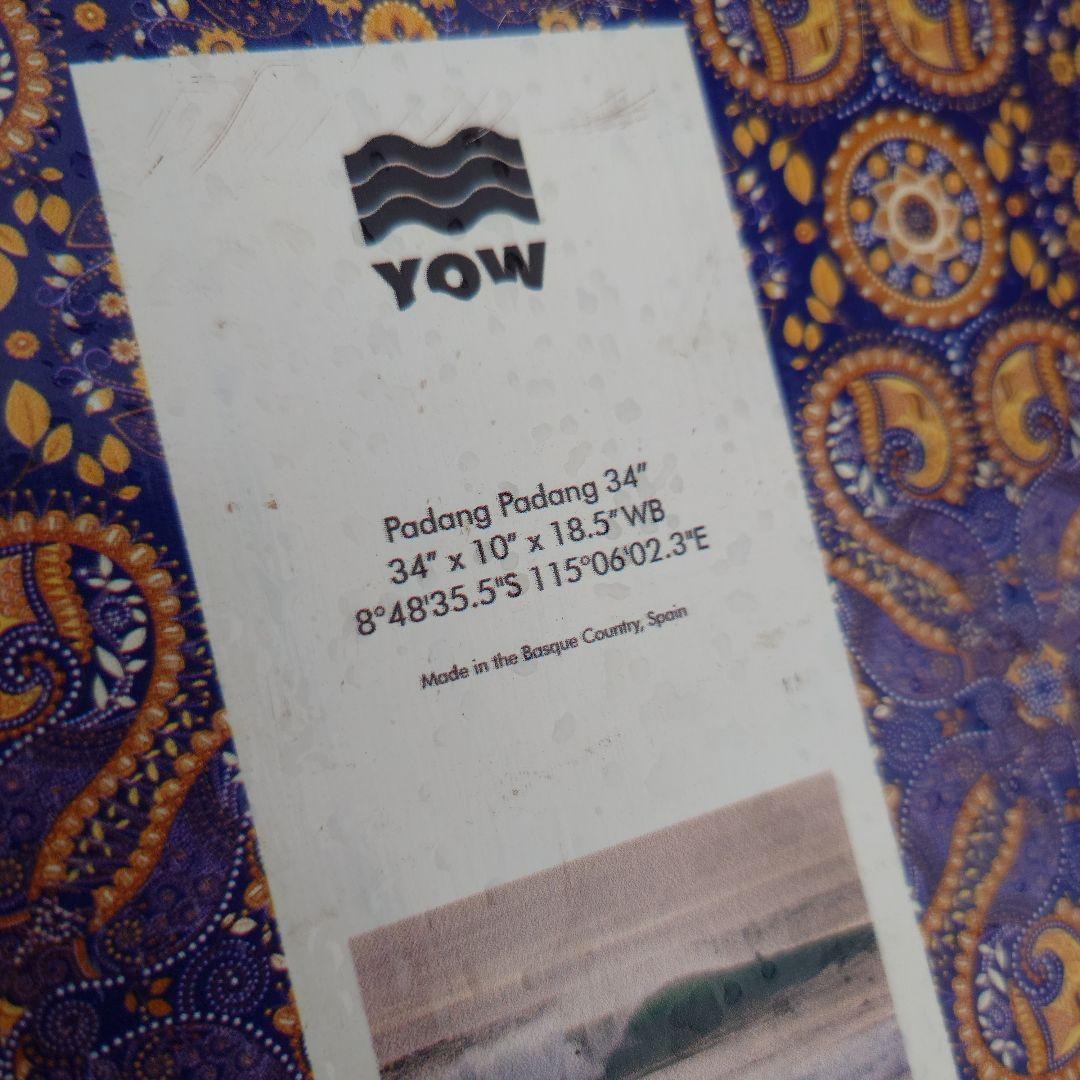 YOW
Padang Padang 34"
34" x 10" x 18.5"WB
8°48'35.5"S 115°06'02.3"E
Made in the Basque Country, Spain